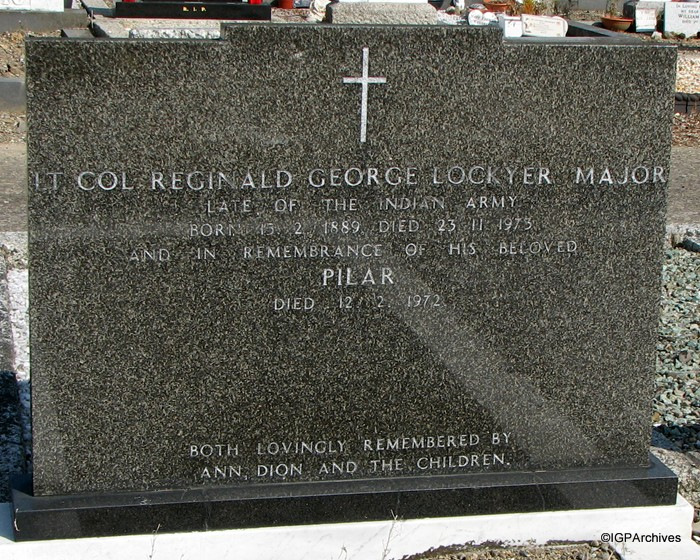 R.I.P.
LT COL REGINALD GEORGE LOCKYER MAJOR
LATE OF THE INDIAN ARMY
BORN 15 2 1889 DIED 23 11 1973
AND IN REMEMBRANCE OF HIS BELOVED
PILAR
DIED 12 2 1972
BOTH LOVINGLY REMEMBERED BY
ANN, DION AND THE CHILDREN.
©IGPArchives